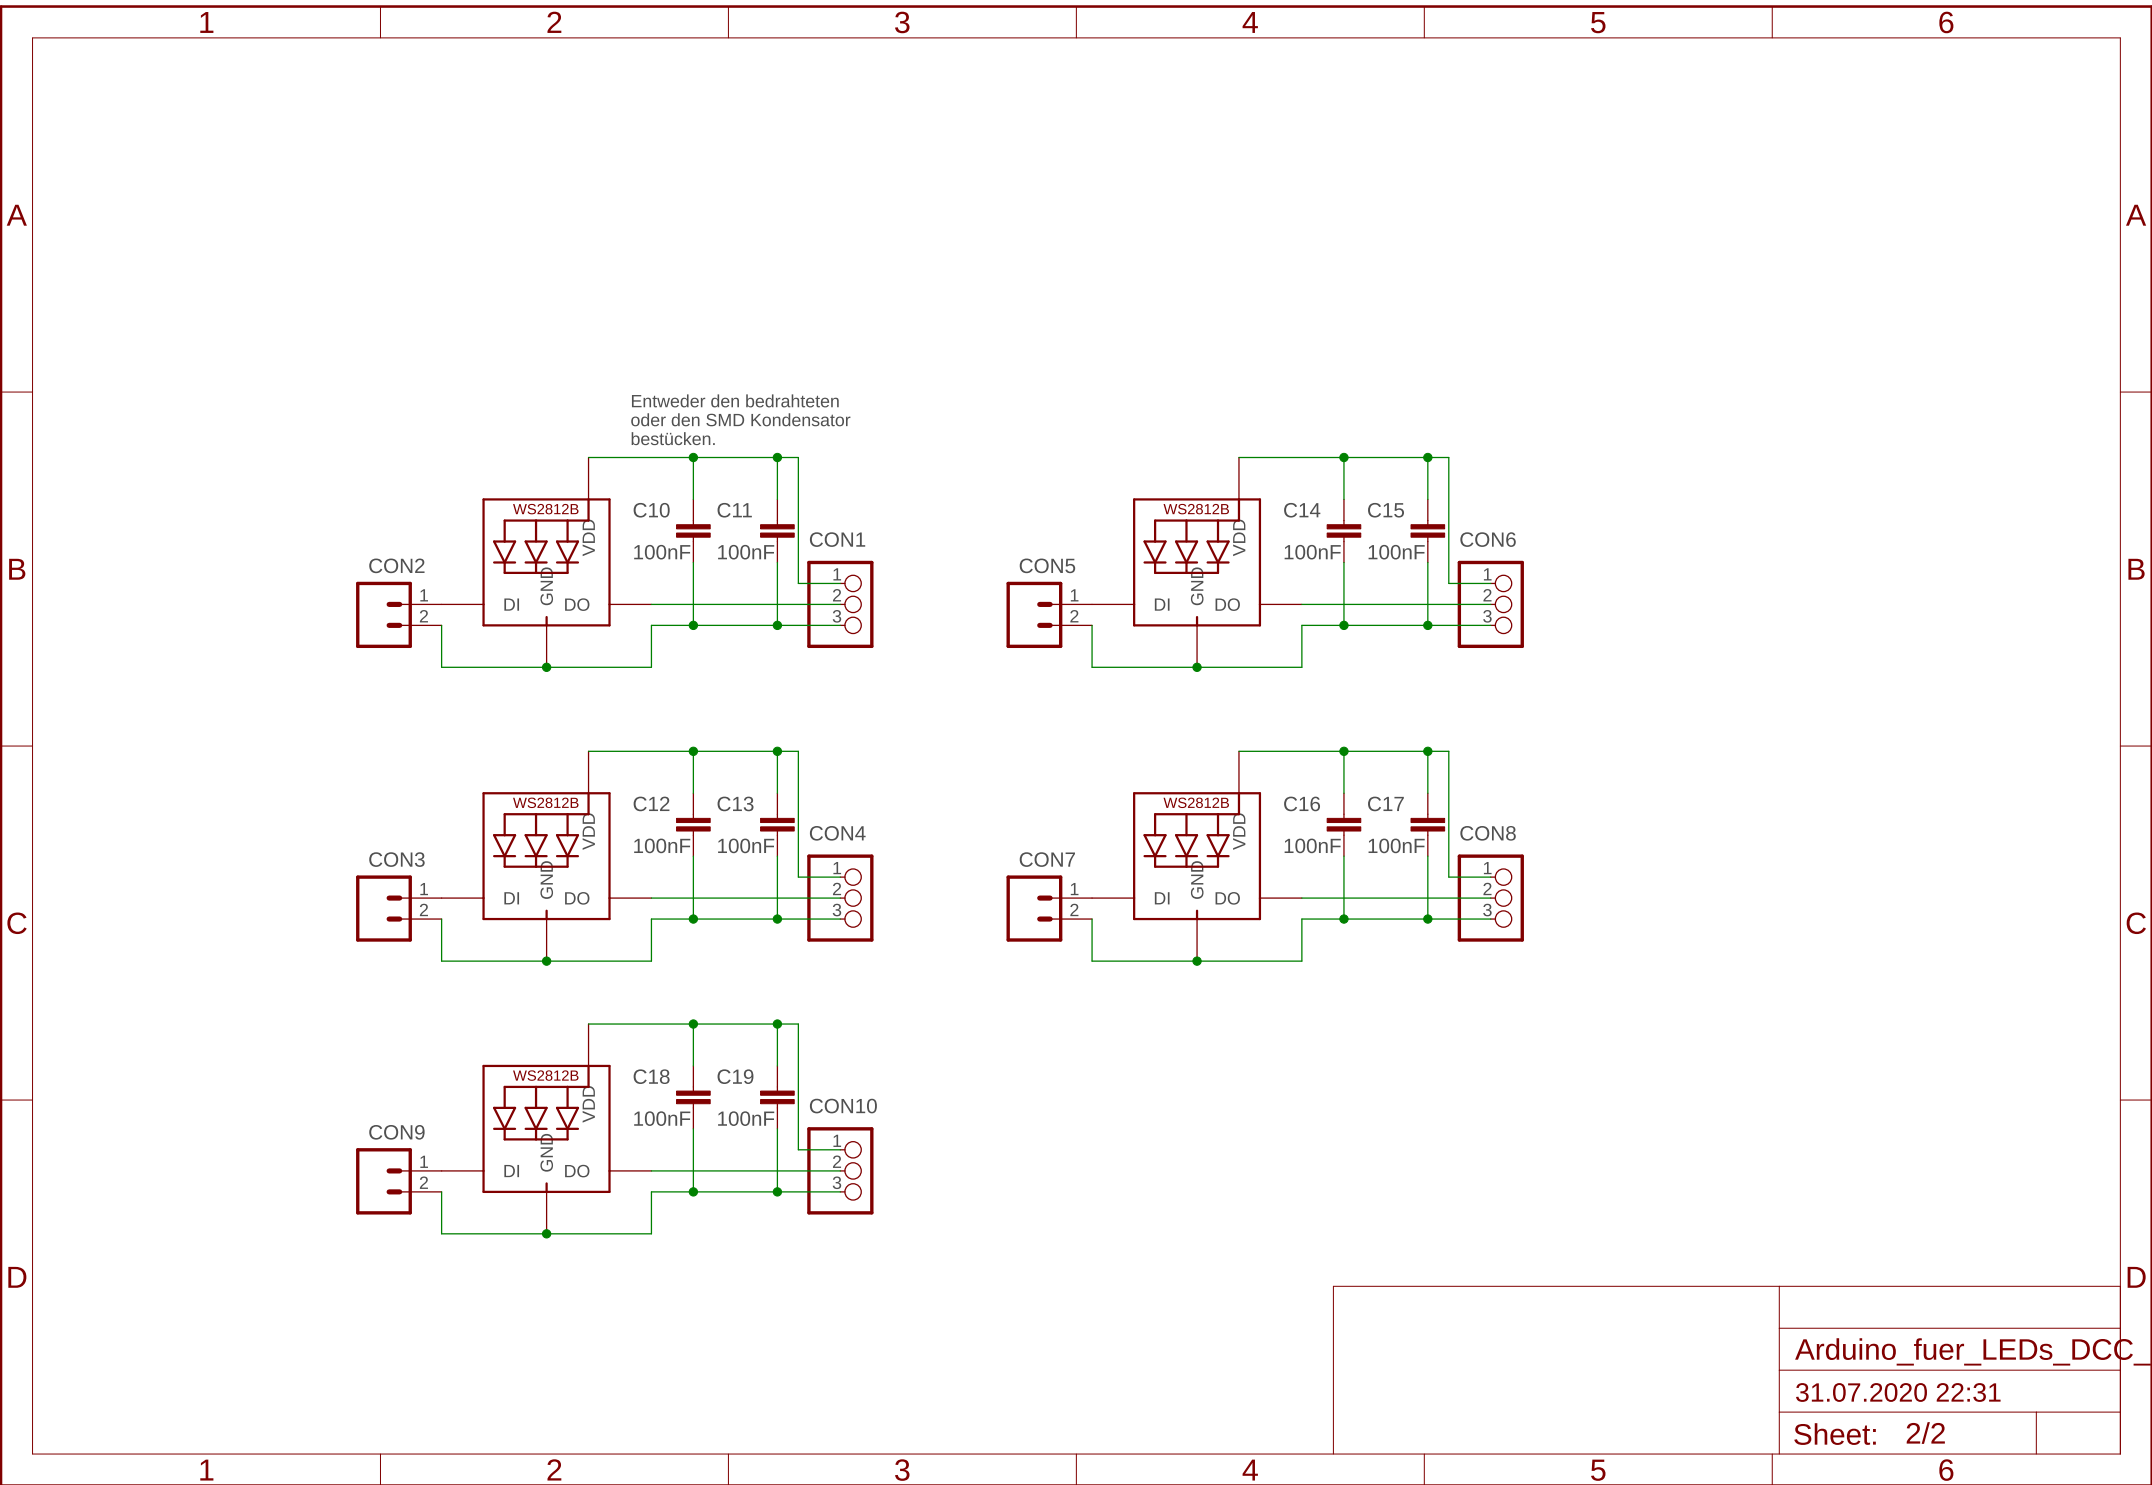 1 2 3 4 5 6
A A
Entweder den bedrahteten
oder den SMD Kondensator
bestücken.
WS2812B C10 C11 WS2812B C14 C15
VDD VDD
CON1 CON6
100nF 100nF 100nF 100nF
CON2 CON5
B B
1 1
GND GND
1 DI DO 2 1 DI DO 2
2 3 2 3
WS2812B C12 C13 WS2812B C16 C17
VDD VDD
CON4 CON8
100nF 100nF 100nF 100nF
CON3 CON7
1 1
GND GND
1 DI DO 2 1 DI DO 2
2 3 2 3
C C
WS2812B C18 C19
VDD
CON10
100nF 100nF
CON9
1
GND
1 DI DO 2
2 3
D D
Arduino_fuer_LEDs_DCC_
31.07.2020 22:31
Sheet: 2/2
1 2 3 4 5 6